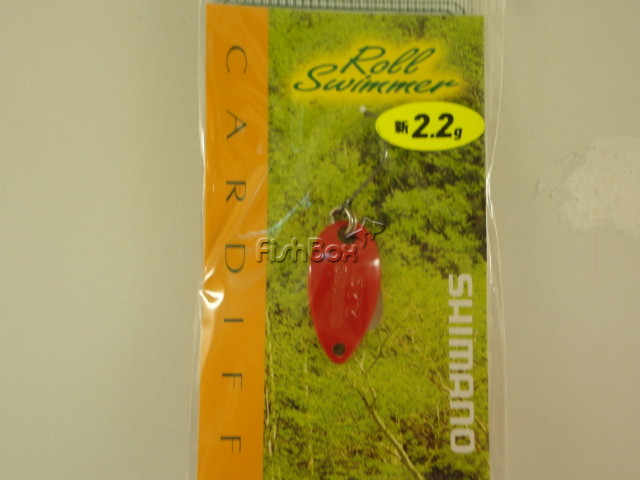 Roll
Swimmer
新 2.2g
CARDIFF
FishBox
SHIMANO